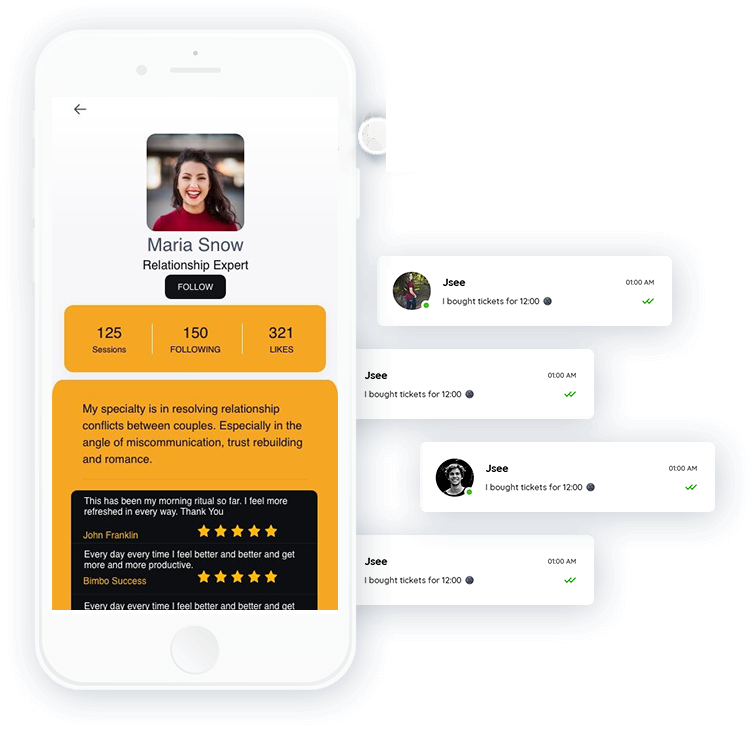 Maria Snow
Relationship Expert
FOLLOW
125 150 321
Sessions FOLLOWING LIKES
My specialty is in resolving relationship
conflicts between couples. Especially in the
angle of miscommunication, trust rebuilding
and romance.
This has been my morning ritual so far. I feel more
refreshed in every way. Thank You
John Franklin
Every day every time I feel better and better and get
more and more productive.
Bimbo Success
Every day every time I feel better and better and get
Jsee 01:00 AM
I bought tickets for 12:00
Jsee 01:00 AM
I bought tickets for 12:00
Jsee 01:00 AM
I bought tickets for 12:00
Jsee 01:00 AM
I bought tickets for 12:00